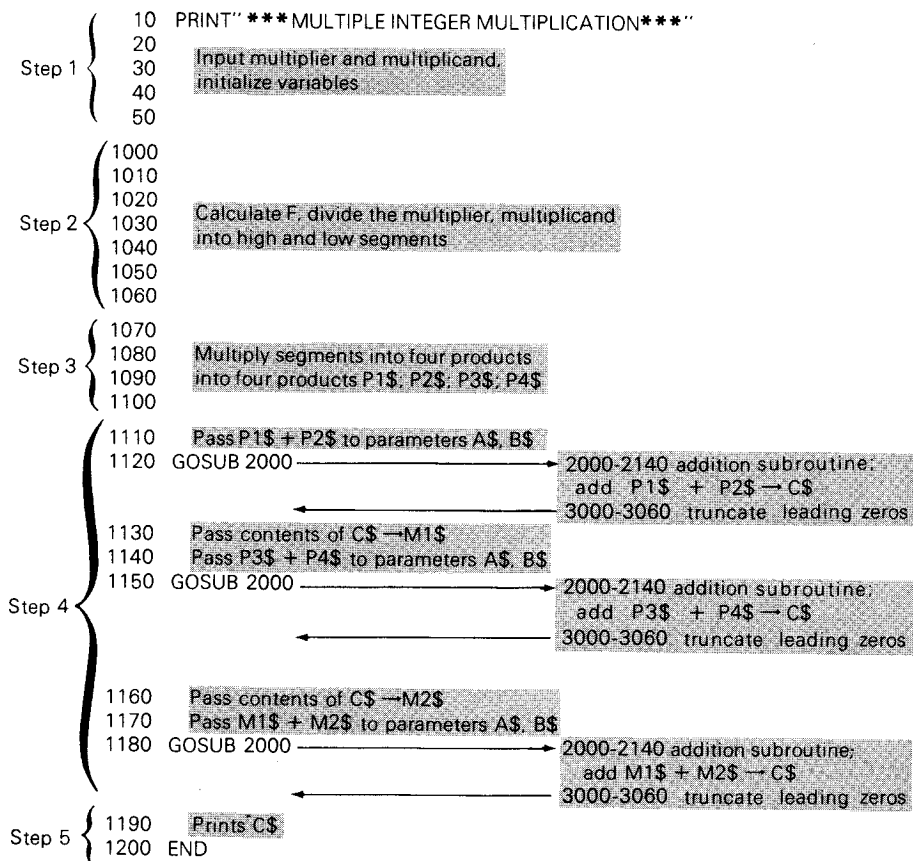 10 PRINT" ***MULTIPLE INTEGER MULTIPLICATION***"
20
Step 1 30 Input multiplier and multiplicand,
40 initialize variables
50
1000
1010
1020
Step 2 1030 Calculate F, divide the multiplier, multiplicand
1040 into high and low segments
1050
1060
1070
Step 3 1080 Multiply segments into four products
1090 into four products P1$, P2$, P3$, P4$
1100
1110 Pass P1$ + P2$ to parameters A$, B$
1120 GOSUB 2000 → 2000-2140 addition subroutine;
add P1$ + P2$ → C$
← 3000-3060 truncate leading zeros
1130 Pass contents of C$ → M1$
1140 Pass P3$ + P4$ to parameters A$, B$
1150 GOSUB 2000 → 2000-2140 addition subroutine;
Step 4 add P3$ + P4$ → C$
← 3000-3060 truncate leading zeros
1160 Pass contents of C$ → M2$
1170 Pass M1$ + M2$ to parameters A$, B$
1180 GOSUB 2000 → 2000-2140 addition subroutine;
add M1$ + M2$ → C$
← 3000-3060 truncate leading zeros
Step 5 1190 Prints C$
1200 END